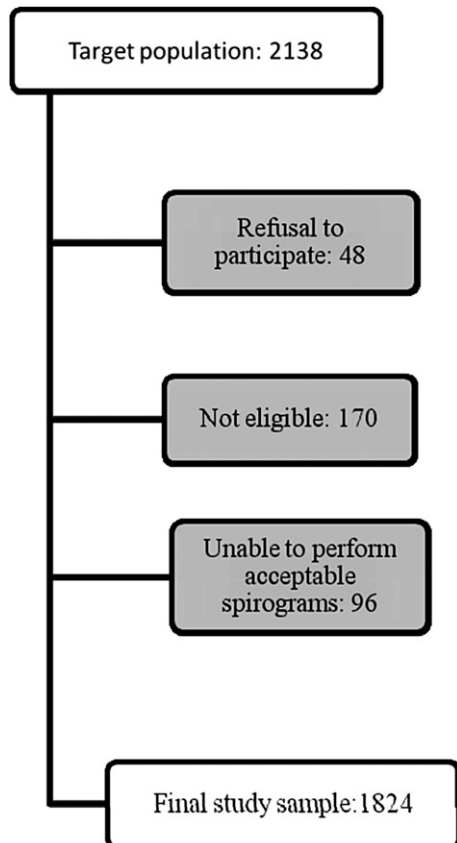 Target population: 2138
Refusal to
participate: 48
Not eligible: 170
Unable to perform
acceptable
spirograms: 96
Final study sample:1824